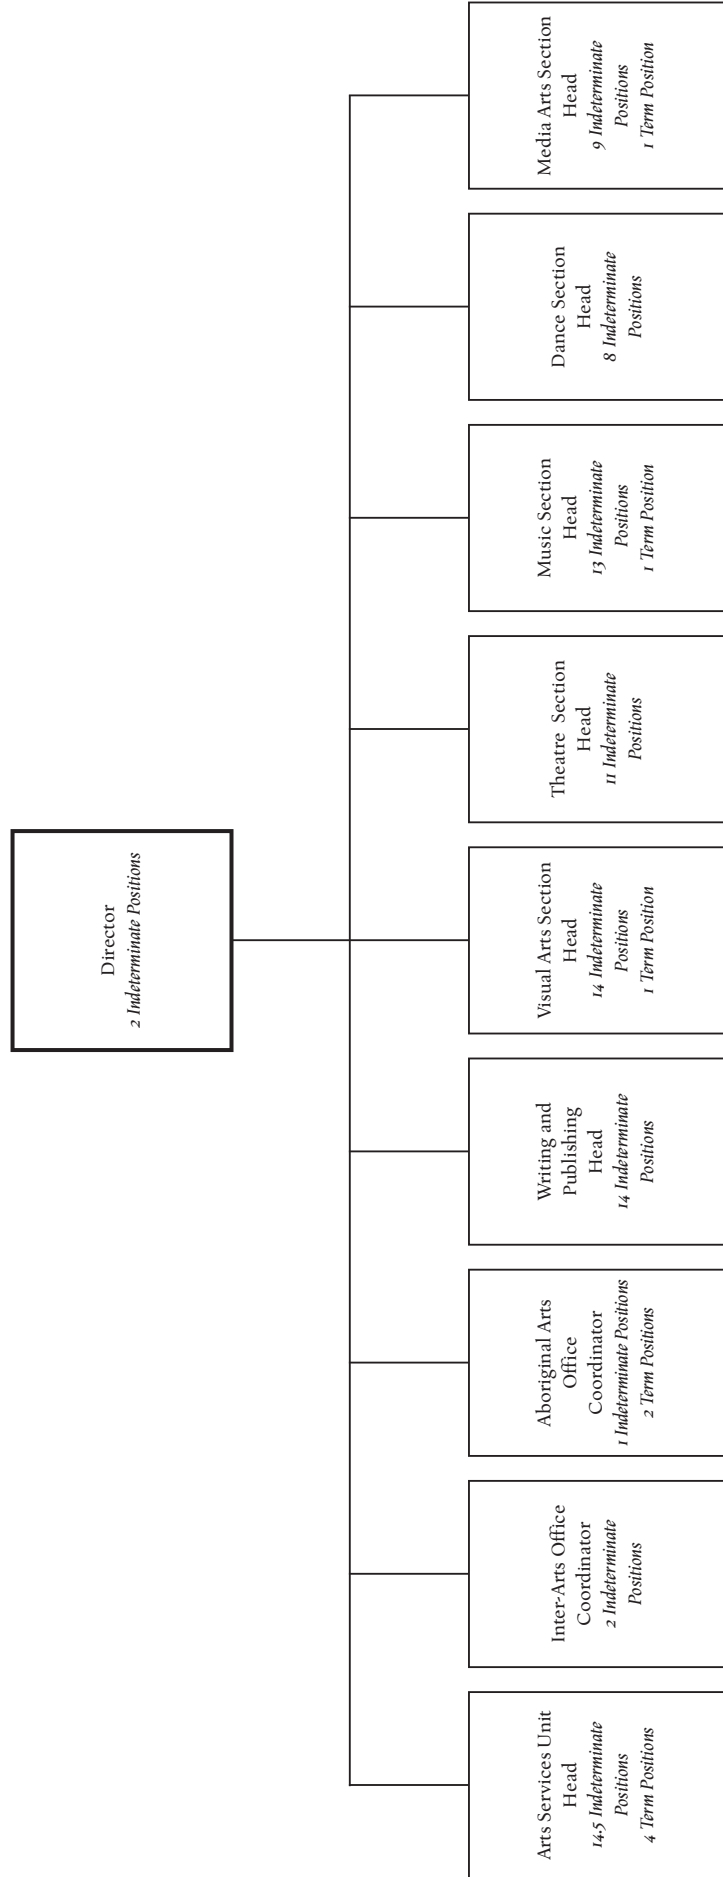 Director
2 Indeterminate Positions
Arts Services Unit
Head
14.5 Indeterminate
Positions
4 Term Positions
Inter-Arts Office
Coordinator
2 Indeterminate
Positions
Aboriginal Arts
Office
Coordinator
1 Indeterminate Positions
2 Term Positions
Writing and
Publishing
Head
14 Indeterminate
Positions
Visual Arts Section
Head
14 Indeterminate
Positions
1 Term Position
Theatre Section
Head
11 Indeterminate
Positions
Music Section
Head
13 Indeterminate
Positions
1 Term Position
Dance Section
Head
8 Indeterminate
Positions
Media Arts Section
Head
9 Indeterminate
Positions
1 Term Position